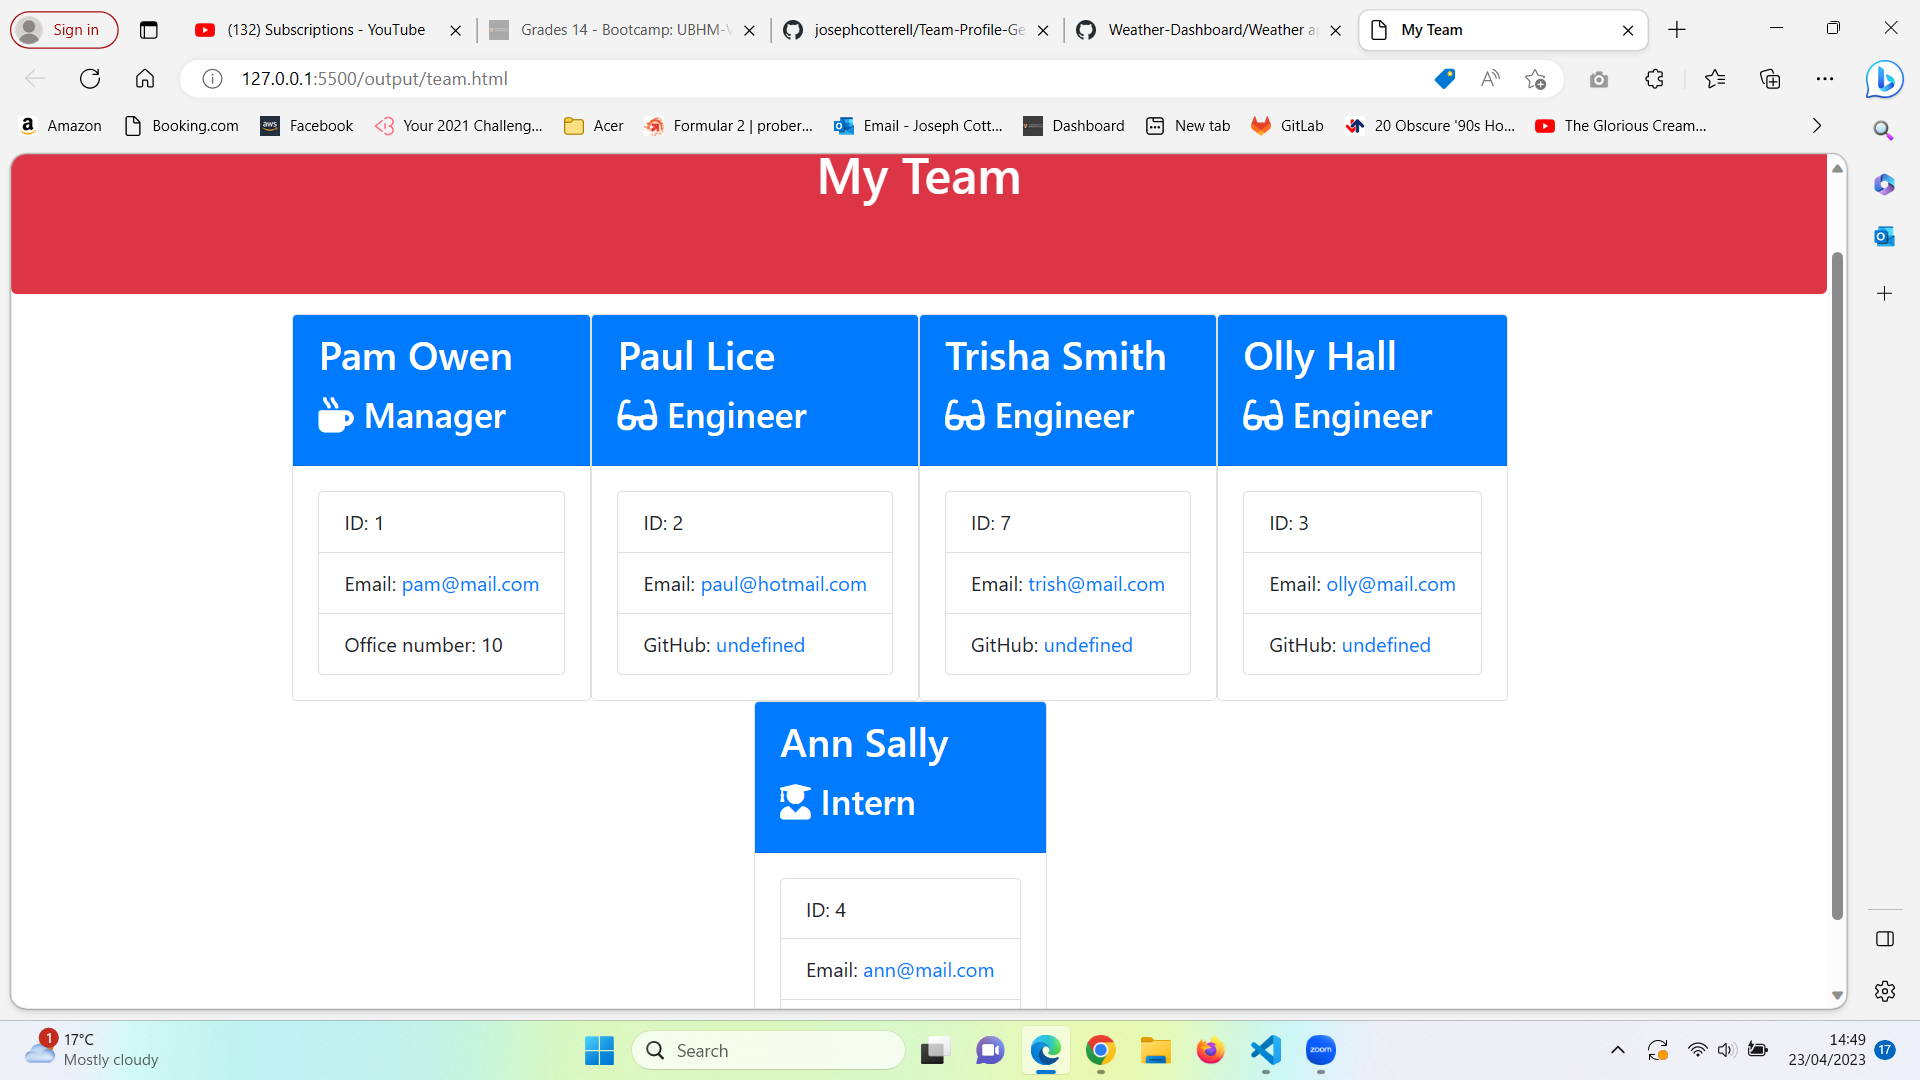 Sign in
(132) Subscriptions - YouTube
Grades 14 - Bootcamp: UBHM-V
josephcotterell/Team-Profile-Ge
Weather-Dashboard/Weather ap
My Team
127.0.0.1:5500/output/team.html
Amazon
Booking.com
aws
Facebook
Your 2021 Challeng...
Acer
Formular 2 | prober...
Email - Joseph Cott...
Dashboard
New tab
GitLab
20 Obscure '90s Ho...
The Glorious Cream...
My Team
Pam Owen
Manager
ID: 1
Email: pam@mail.com
Office number: 10
Paul Lice
Engineer
ID: 2
Email: paul@hotmail.com
GitHub: undefined
Trisha Smith
Engineer
ID: 7
Email: trish@mail.com
GitHub: undefined
Olly Hall
Engineer
ID: 3
Email: olly@mail.com
GitHub: undefined
Ann Sally
Intern
ID: 4
Email: ann@mail.com
1
17°C
Mostly cloudy
Search
zoom
14:49
23/04/2023
17